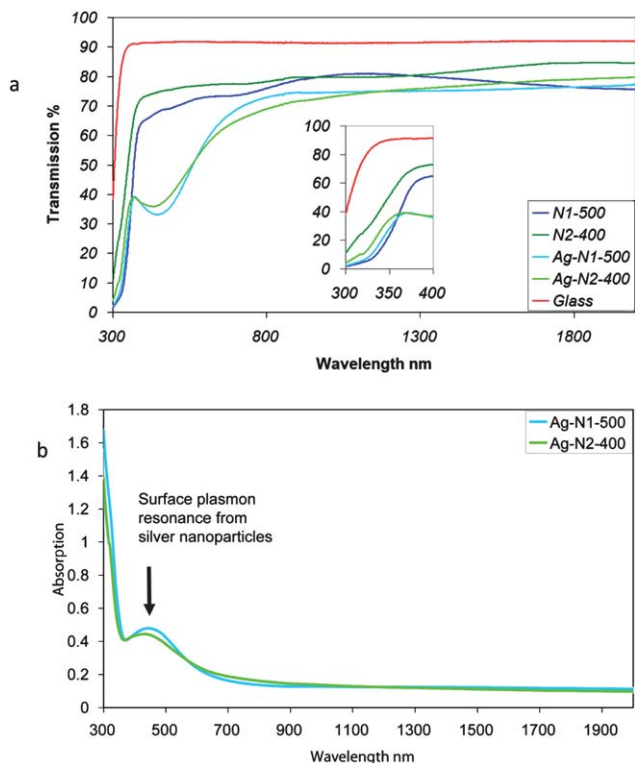 a
Transmission %
100
90
80
70
60
50
40
30
20
10
0
300
800
1300
1800
Wavelength nm
100
80
60
40
20
0
300
350
400
N1-500
N2-400
Ag-N1-500
Ag-N2-400
Glass
b
Absorption
1.8
1.6
1.4
1.2
1
0.8
0.6
0.4
0.2
0
300
500
700
900
1100
1300
1500
1700
1900
Wavelength nm
Surface plasmon
resonance from
silver nanoparticles
Ag-N1-500
Ag-N2-400